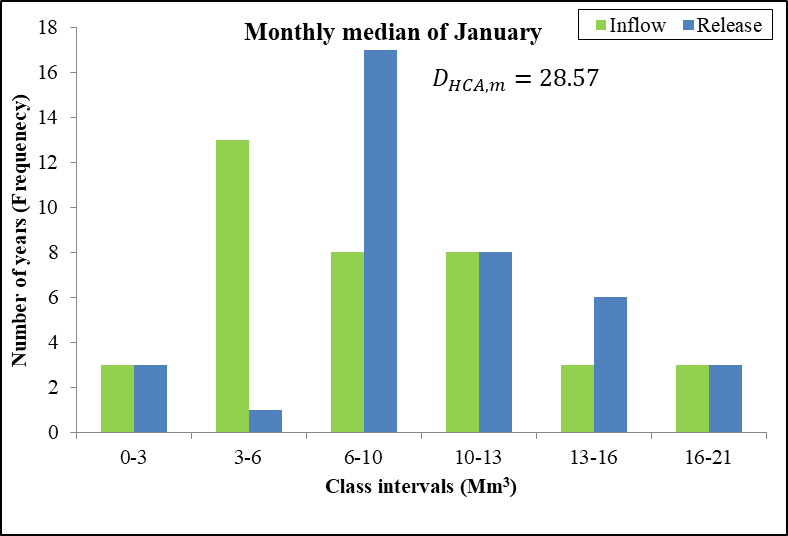 Monthly median of January
Inflow Release
D_{HCA,m} = 28.57
Number of years (Frequenecy)
18
16
14
12
10
8
6
4
2
0
0-3 3-6 6-10 10-13 13-16 16-21
Class intervals (Mm³)